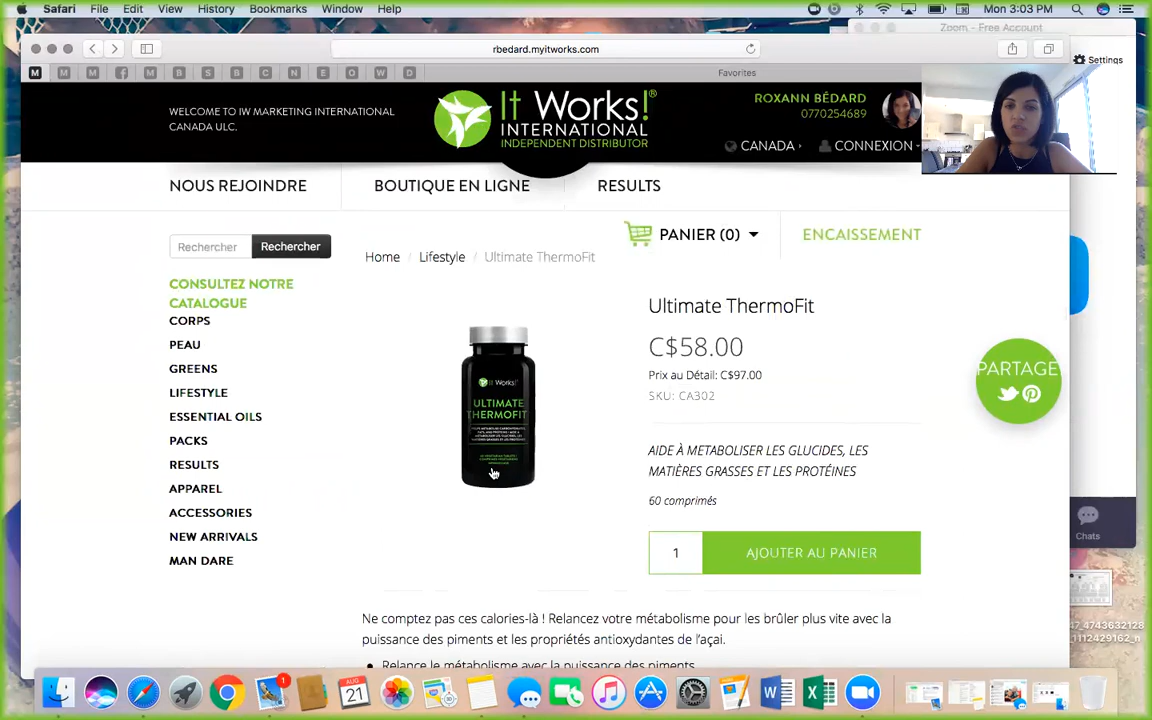 Safari File Edit View History Bookmarks Window Help
Mon 3:03 PM
Zoom - Free Account
rbedard.myitworks.com
Settings
M M M F M B S B C N E O W D
Favorites
WELCOME TO IW MARKETING INTERNATIONAL
CANADA ULC.
It Works!®
INTERNATIONAL
INDEPENDENT DISTRIBUTOR
ROXANN BÉDARD
0770254689
CANADA
CONNEXION
NOUS REJOINDRE
BOUTIQUE EN LIGNE
RESULTS
PANIER (0)
ENCAISSEMENT
Rechercher
Rechercher
Home / Lifestyle / Ultimate ThermoFit
CONSULTEZ NOTRE
CATALOGUE
CORPS
PEAU
GREENS
LIFESTYLE
ESSENTIAL OILS
PACKS
RESULTS
APPAREL
ACCESSORIES
NEW ARRIVALS
MAN DARE
It Works!
ULTIMATE
THERMOFIT
Ultimate ThermoFit
C$58.00
Prix au Détail: C$97.00
SKU: CA302
AIDE À METABOLISER LES GLUCIDES, LES
MATIÈRES GRASSES ET LES PROTÉINES
60 comprimés
1
AJOUTER AU PANIER
PARTAGE
Chats
Ne comptez pas ces calories-là ! Relancez votre métabolisme pour les brûler plus vite avec la
puissance des piments et les propriétés antioxydantes de l'açai.
Relance le métabolisme avec la puissance des piments
47_4743632128
_1112429162_n
1
AUG
21